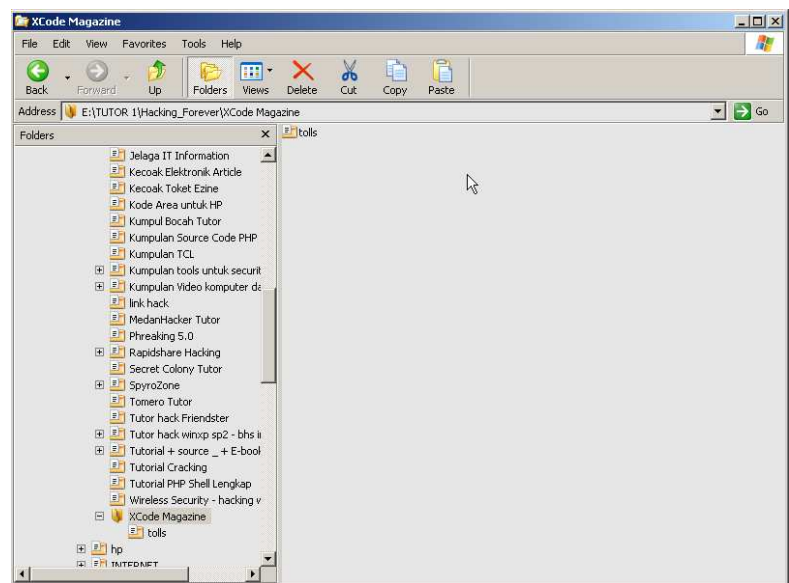 XCode Magazine
File Edit View Favorites Tools Help
Back Forward Up Folders Views Delete Cut Copy Paste
Address E:\TUTOR 1\Hacking_Forever\XCode Magazine Go
Folders
tolls
Jelaga IT Information
Kecoak Elektronik Article
Kecoak Toket Ezine
Kode Area untuk HP
Kumpul Bocah Tutor
Kumpulan Source Code PHP
Kumpulan TCL
Kumpulan tools untuk securit
Kumpulan Video komputer da
link hack
MedanHacker Tutor
Phreaking 5.0
Rapidshare Hacking
Secret Colony Tutor
SpyroZone
Tomero Tutor
Tutor hack Friendster
Tutor hack winxp sp2 - bhs i
Tutorial + source _ + E-book
Tutorial Cracking
Tutorial PHP Shell Lengkap
Wireless Security - hacking v
XCode Magazine
tolls
hp
INTERNET